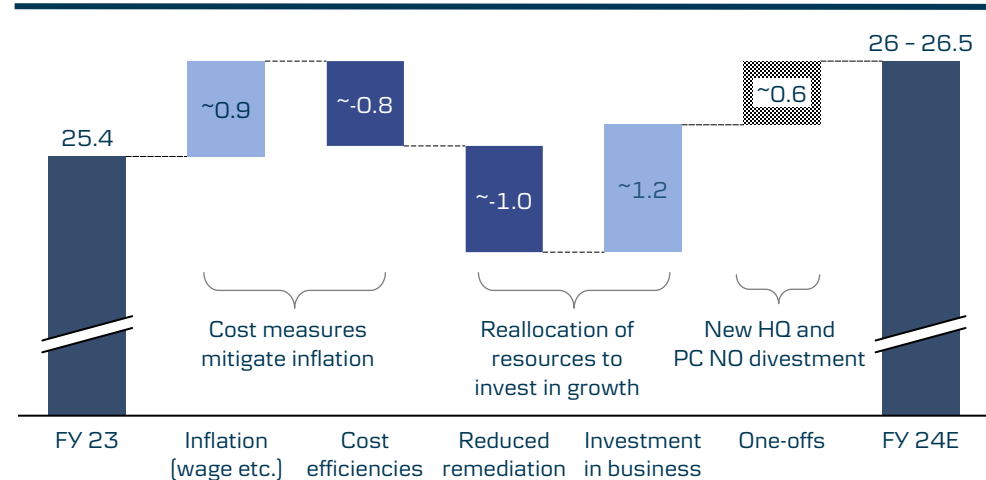 26 – 26.5
25.4
~0.9
~-0.8
~-1.0
~1.2
~0.6
Cost measures
mitigate inflation
Reallocation of
resources to
invest in growth
New HQ and
PC NO divestment
FY 23
Inflation
(wage etc.)
Cost
efficiencies
Reduced
remediation
Investment
in business
One-offs
FY 24E